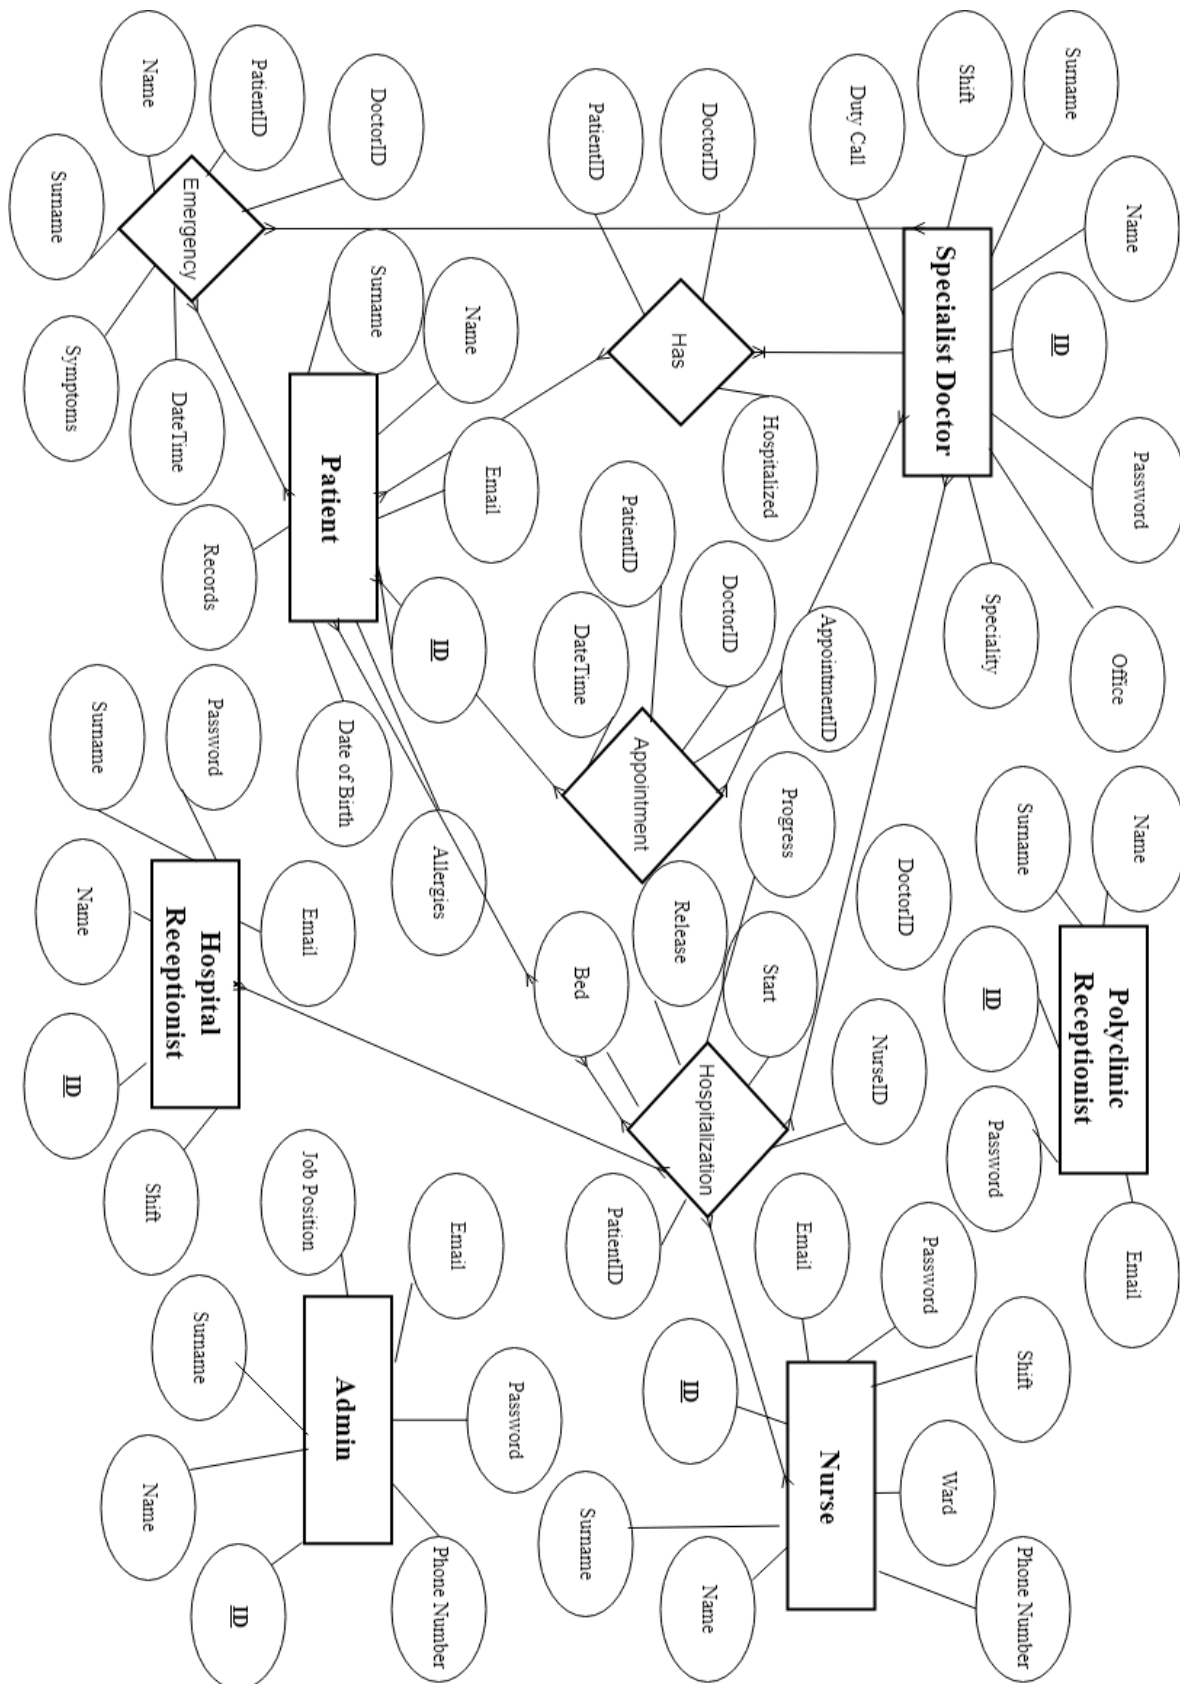 Surname
Shift
Duty Call
Name
ID
Password
Office
Speciality
Specialist Doctor
DoctorID
PatientID
Has
Hospitalized
DoctorID
PatientID
Name
Surname
Symptoms
DateTime
Emergency
Surname
Name
Email
ID
Records
Date of Birth
Allergies
Patient
PatientID
DoctorID
DateTime
AppointmentID
Appointment
Progress
Release
Start
Bed
DoctorID
NurseID
PatientID
Hospitalization
Name
Surname
ID
Password
Email
Polyclinic
Receptionist
Password
Surname
Name
Email
ID
Shift
Hospital
Receptionist
Job Position
Email
Surname
Password
Name
ID
Phone Number
Admin
Email
Password
Shift
ID
Ward
Surname
Name
Phone Number
Nurse